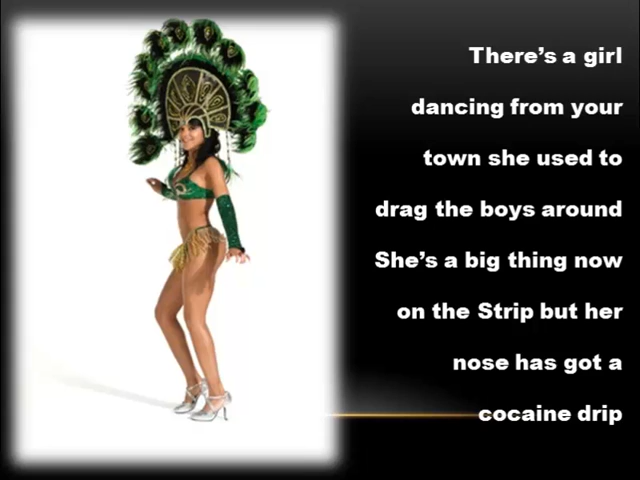 There’s a girl
dancing from your
town she used to
drag the boys around
She’s a big thing now
on the Strip but her
nose has got a
cocaine drip